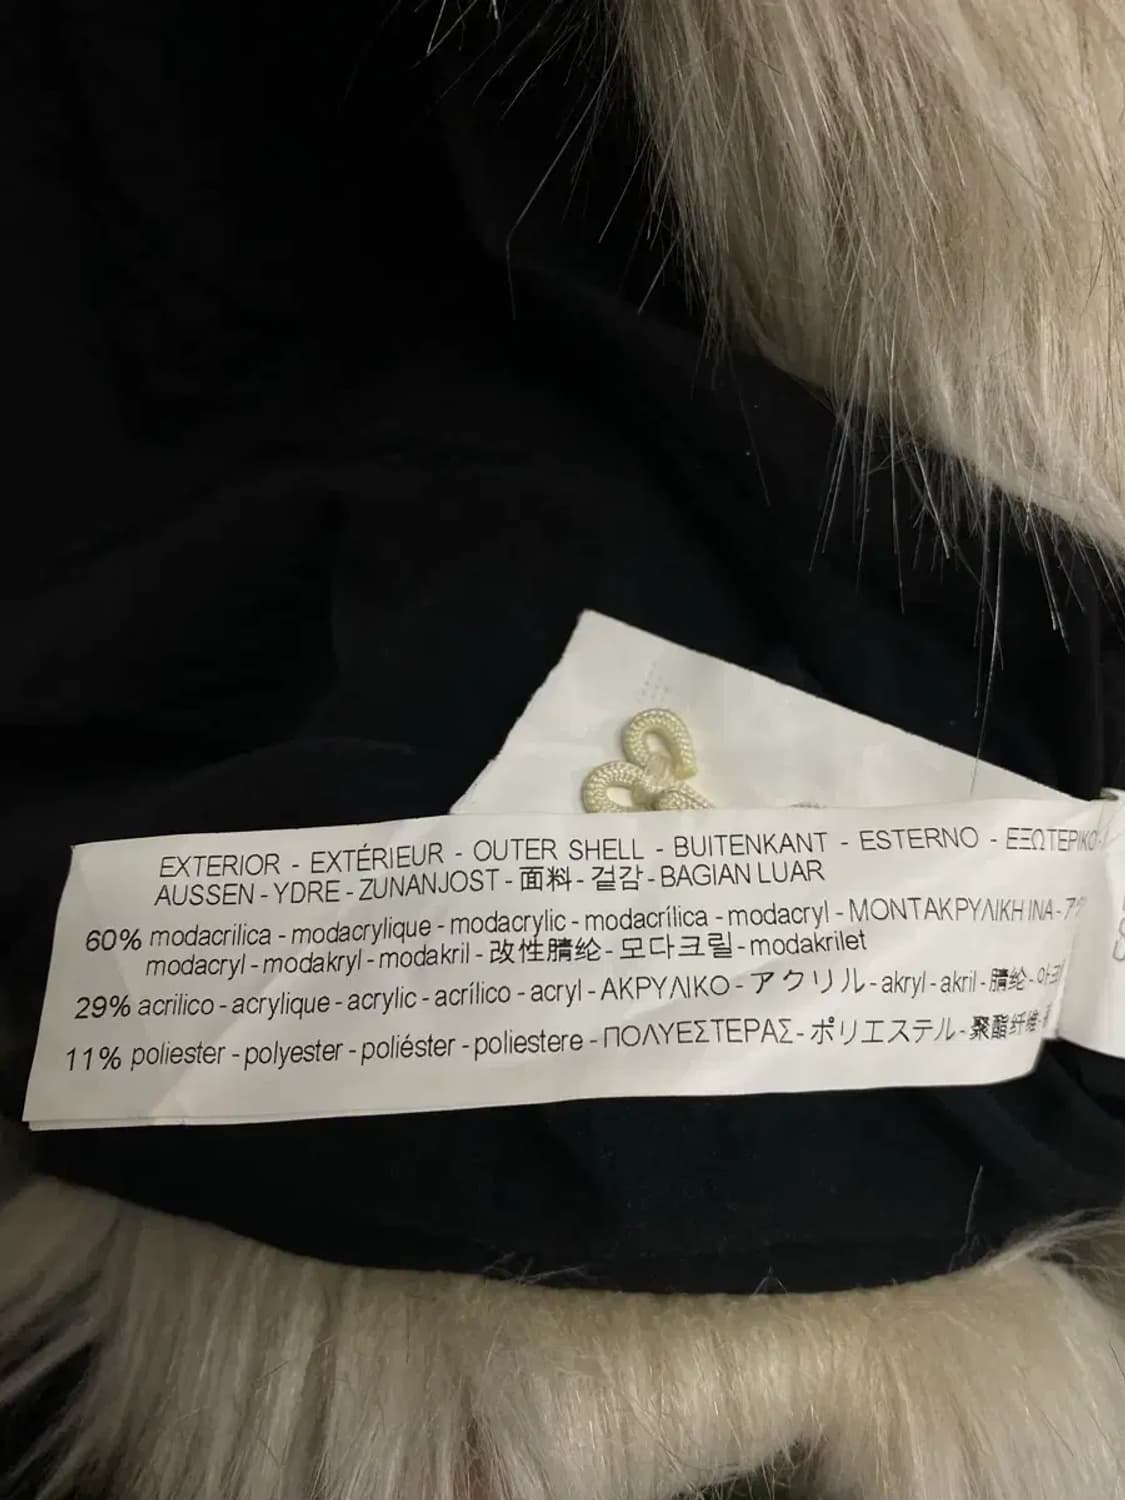 EXTERIOR - EXTÉRIEUR - OUTER SHELL - BUITENKANT - ESTERNO - ΕΞΩΤΕΡΙΚΟ
AUSSEN - YDRE - ZUNANJOST - 面料 - 겉감 - BAGIAN LUAR
60% modacrilica - modacrylique - modacrylic - modacrílica - modacryl - ΜΟΝΤΑΚΡΥΛΙΚΗ ΙΝΑ -
modacryl - modakryl - modakril - 改性腈纶 - 모다크릴 - modakrilet
29% acrilico - acrylique - acrylic - acrílico - acryl - ΑΚΡΥΛΙΚΟ - アクリル - akryl - akril - 腈纶 -
11% poliester - polyester - poliéster - poliestere - ΠΟΛΥΕΣΤΕΡΑΣ - ポリエステル - 聚酯纤维 -